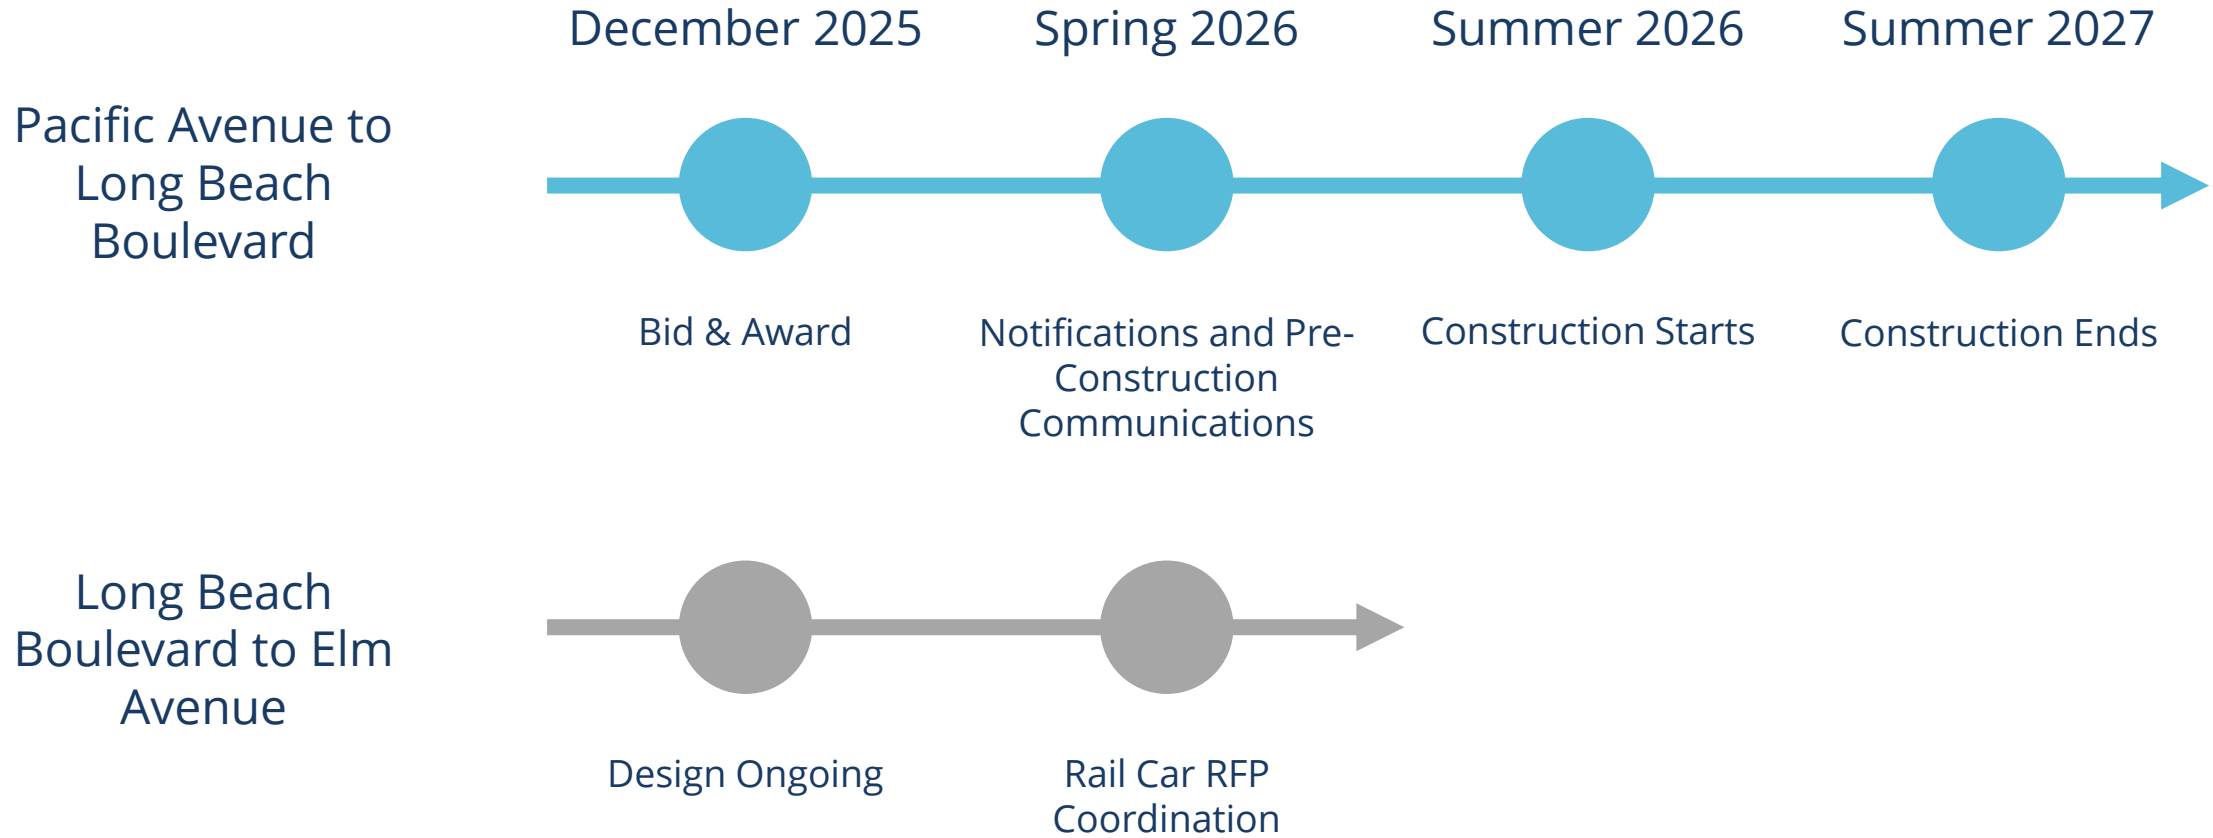 December 2025
Spring 2026
Summer 2026
Summer 2027
Pacific Avenue to
Long Beach
Boulevard
Bid & Award
Notifications and Pre-
Construction
Communications
Construction Starts
Construction Ends
Long Beach
Boulevard to Elm
Avenue
Design Ongoing
Rail Car RFP
Coordination